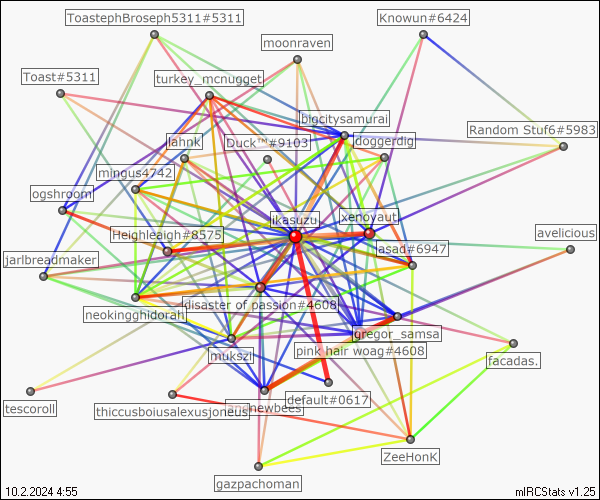 ToastephBroseph5311#5311
Knowun#6424
moonraven
Toast#5311
turkey_mcnugget
bigcitysamurai
Random Stuf6#5983
lahnk
Duck™#9103
doggerdig
mingus4742
ogshroom
ikasuzu
xenoyaut
Heighleaigh#8575
asad#6947
avelicious
jarlbreadmaker
disaster of passion#4608
neokingghidorah
gregor_samsa
mukszi
pink hair woag#4608
facadas.
default#0617
tescoroll
thiccusboiusalexusjoneus
ZeeHonK
gazpachoman
10.2.2024 4:55
mIRCStats v1.25